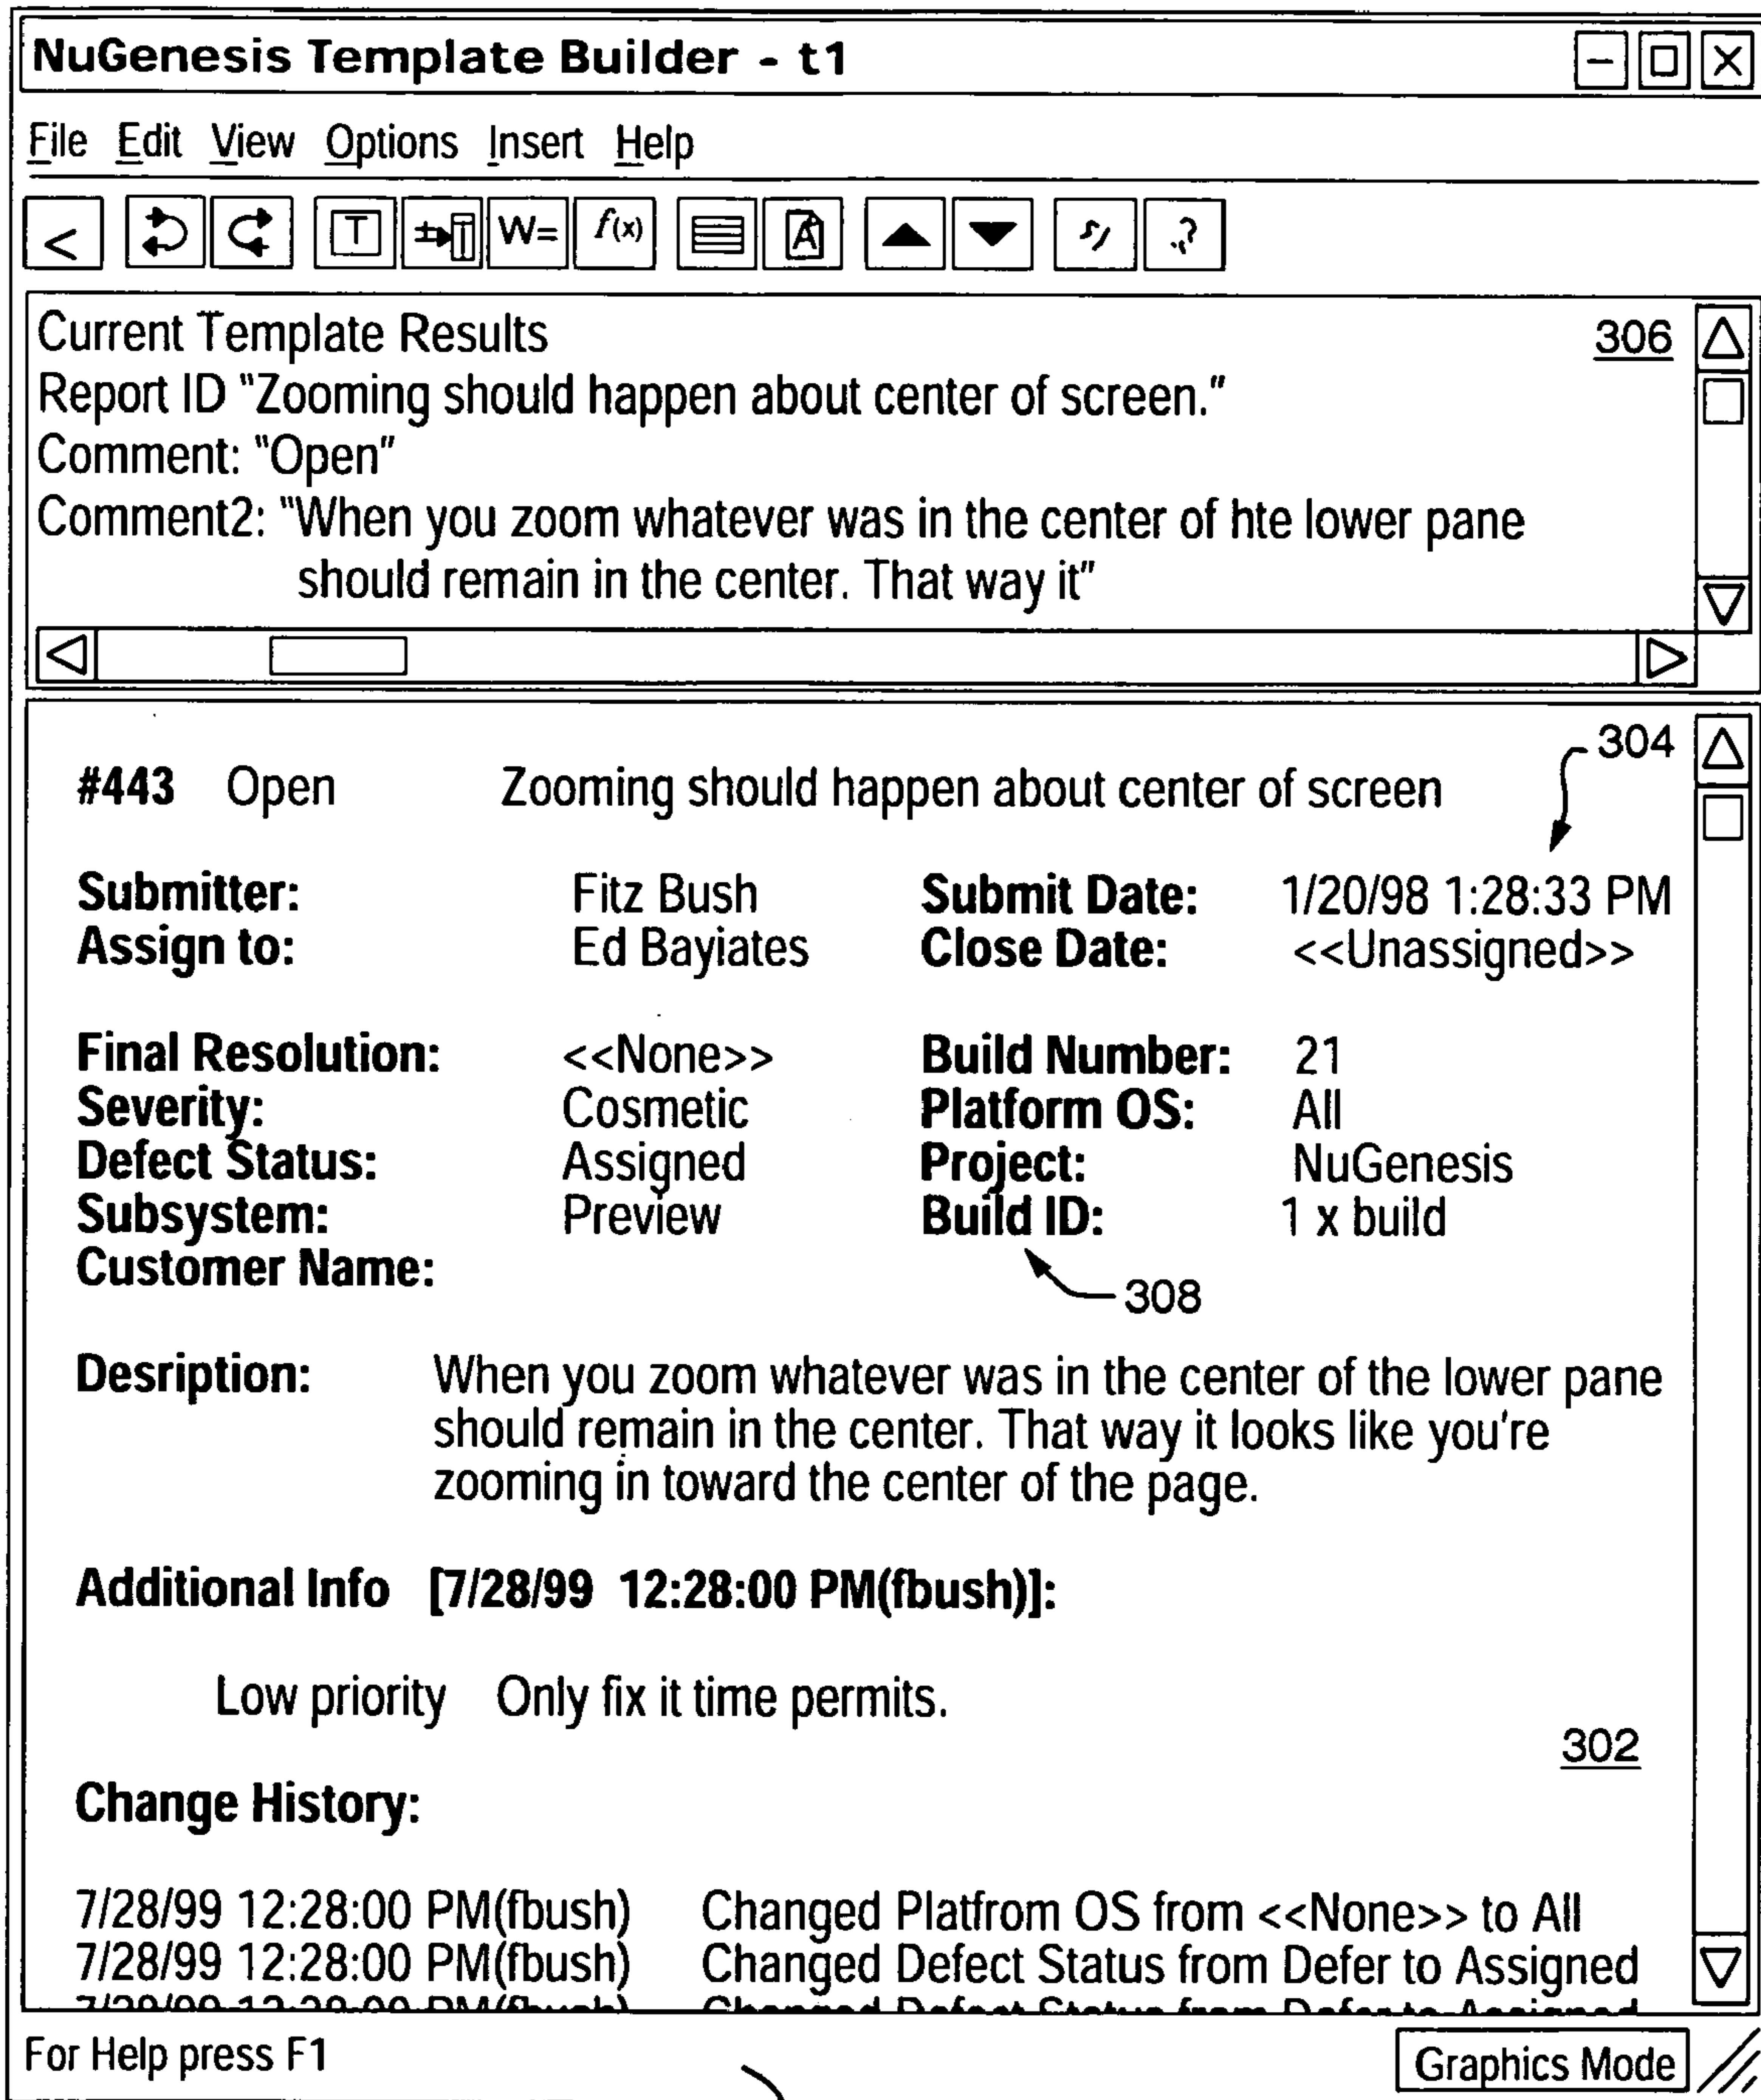 NuGenesis Template Builder - t1
File Edit View Options Insert Help
< T W= f(x) A
Current Template Results 306
Report ID "Zooming should happen about center of screen."
Comment: "Open"
Comment2: "When you zoom whatever was in the center of hte lower pane
should remain in the center. That way it"
304
#443 Open Zooming should happen about center of screen
Submitter: Fitz Bush Submit Date: 1/20/98 1:28:33 PM
Assign to: Ed Bayiates Close Date: <<Unassigned>>
Final Resolution: <<None>> Build Number: 21
Severity: Cosmetic Platform OS: All
Defect Status: Assigned Project: NuGenesis
Subsystem: Preview Build ID: 1 x build
Customer Name:
308
Desription: When you zoom whatever was in the center of the lower pane
should remain in the center. That way it looks like you're
zooming in toward the center of the page.
Additional Info [7/28/99 12:28:00 PM(fbush)]:
Low priority Only fix it time permits.
302
Change History:
7/28/99 12:28:00 PM(fbush) Changed Platfrom OS from <<None>> to All
7/28/99 12:28:00 PM(fbush) Changed Defect Status from Defer to Assigned
For Help press F1 Graphics Mode